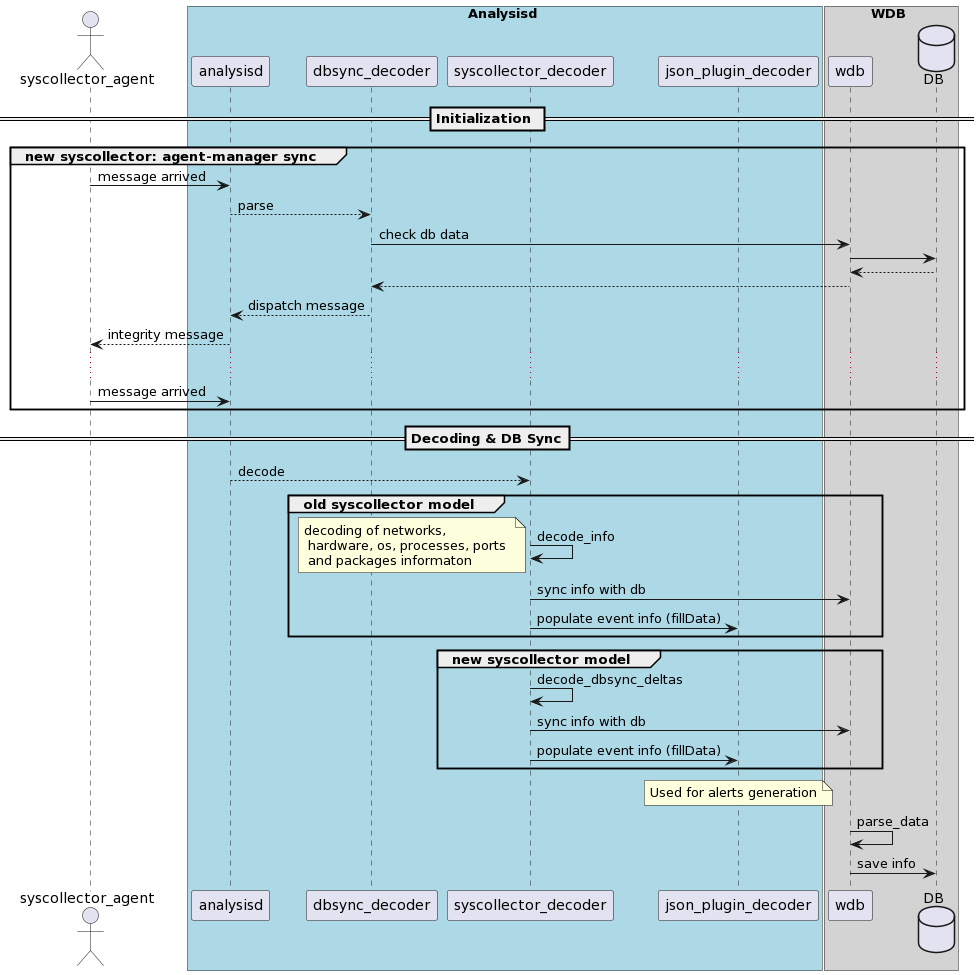 Analysisd
WDB
syscollector_agent
analysisd
dbsync_decoder
syscollector_decoder
json_plugin_decoder
wdb
DB
Initialization
new syscollector: agent-manager sync
message arrived
parse
check db data
dispatch message
integrity message
message arrived
Decoding & DB Sync
decode
old syscollector model
decoding of networks,
hardware, os, processes, ports
and packages informaton
decode_info
sync info with db
populate event info (fillData)
new syscollector model
decode_dbsync_deltas
sync info with db
populate event info (fillData)
Used for alerts generation
parse_data
save info
syscollector_agent
analysisd
dbsync_decoder
syscollector_decoder
json_plugin_decoder
wdb
DB